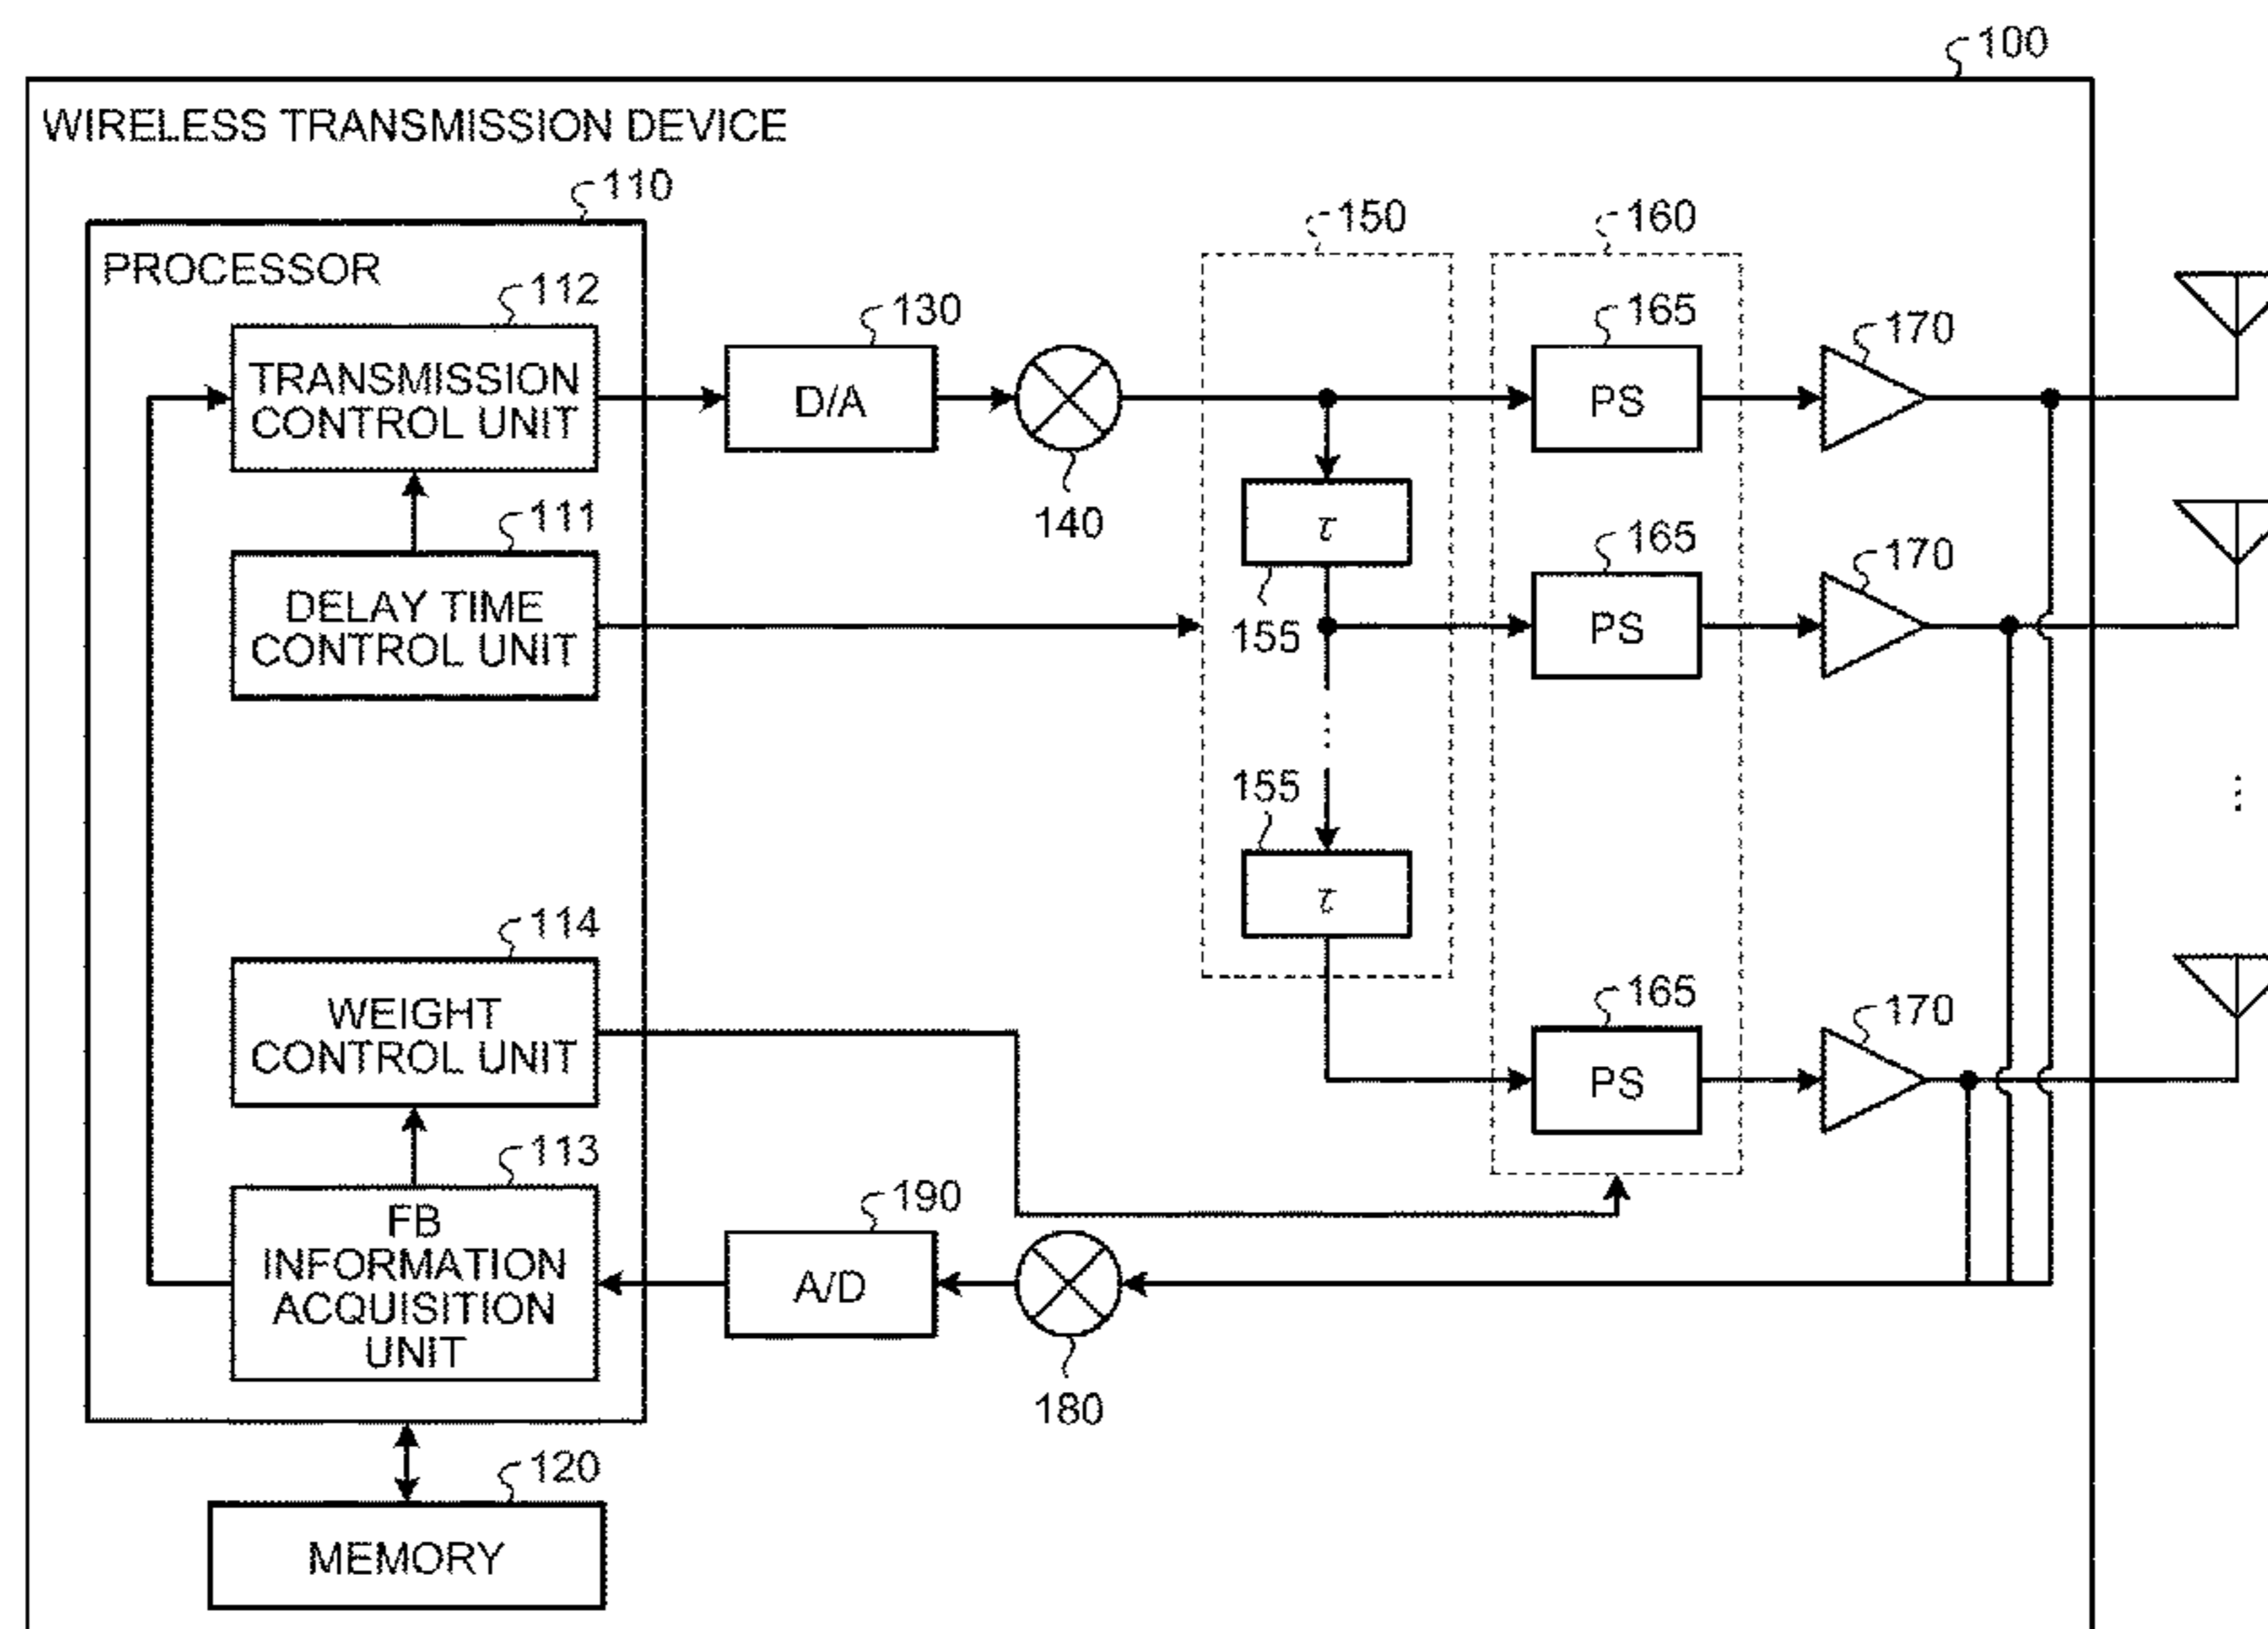 100
WIRELESS TRANSMISSION DEVICE
110
PROCESSOR
150
160
112
TRANSMISSION
CONTROL UNIT
130
D/A
140
165
PS
170
111
DELAY TIME
CONTROL UNIT
τ
155
165
PS
170
⋮
155
τ
⋮
114
WEIGHT
CONTROL UNIT
165
PS
170
113
FB
INFORMATION
ACQUISITION
UNIT
190
A/D
180
120
MEMORY